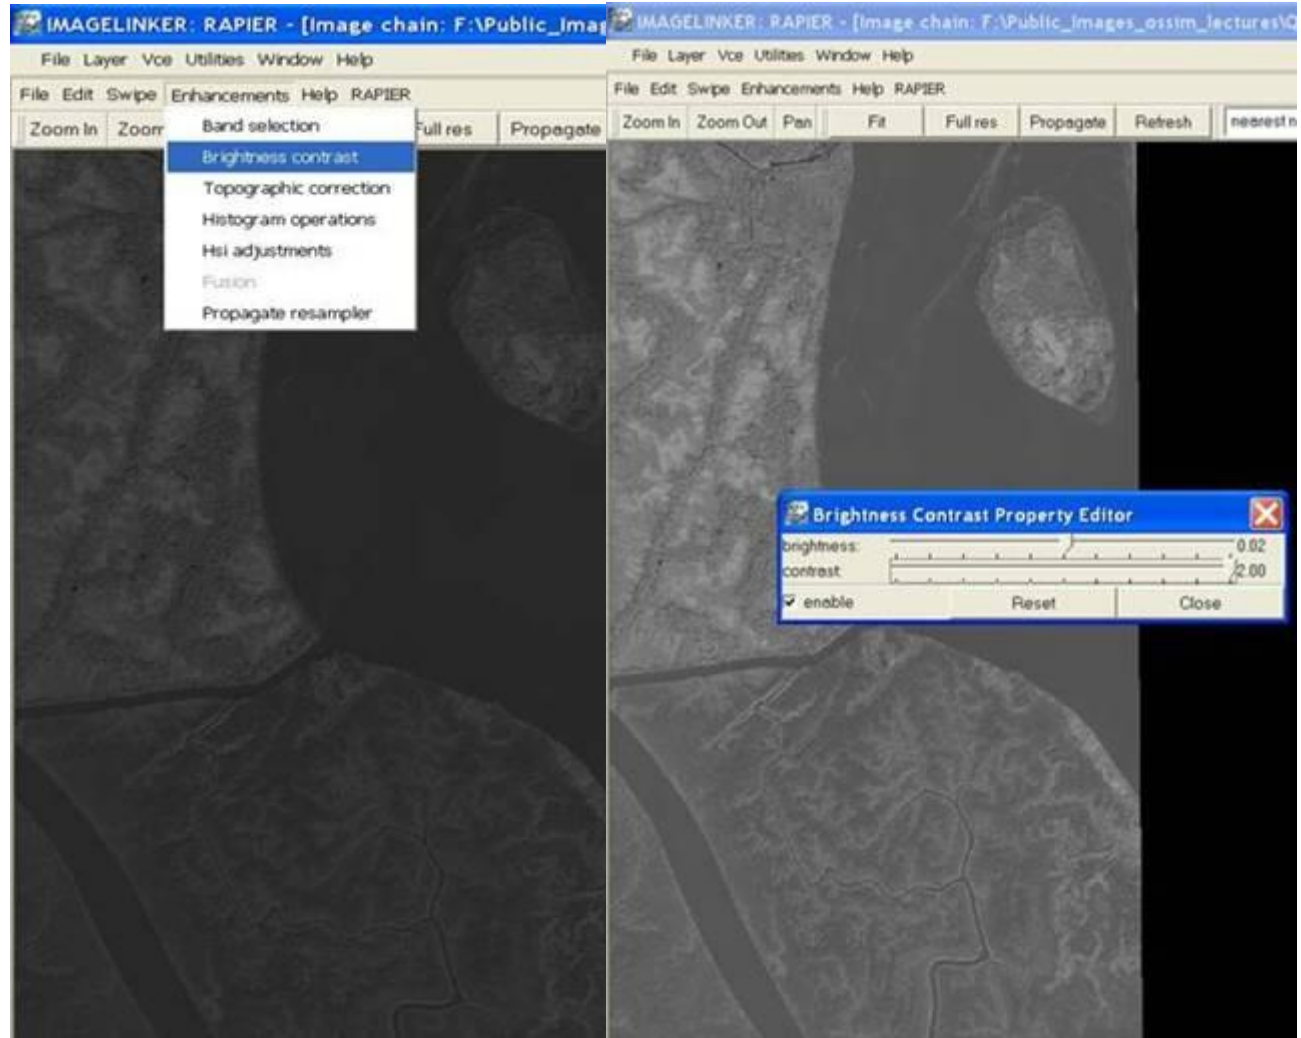 IMAGELINKER: RAPIER - [Image chain: F:\Public_Imag
File Layer Vce Utilities Window Help
File Edit Swipe Enhancements Help RAPIER
Zoom In Zoom Full res Propagate
Band selection
Brightness contrast
Topographic correction
Histogram operations
Hsi adjustments
Fusion
Propagate resampler
IMAGELINKER: RAPIER - [Image chain: F:\Public_Images_ossim_lectures\Q
File Layer Vce Utilities Window Help
File Edit Swipe Enhancements Help RAPIER
Zoom In Zoom Out Pan Fit Full res Propagate Refresh nearest n
Brightness Contrast Property Editor
brightness: 0.02
contrast 2.00
enable Reset Close